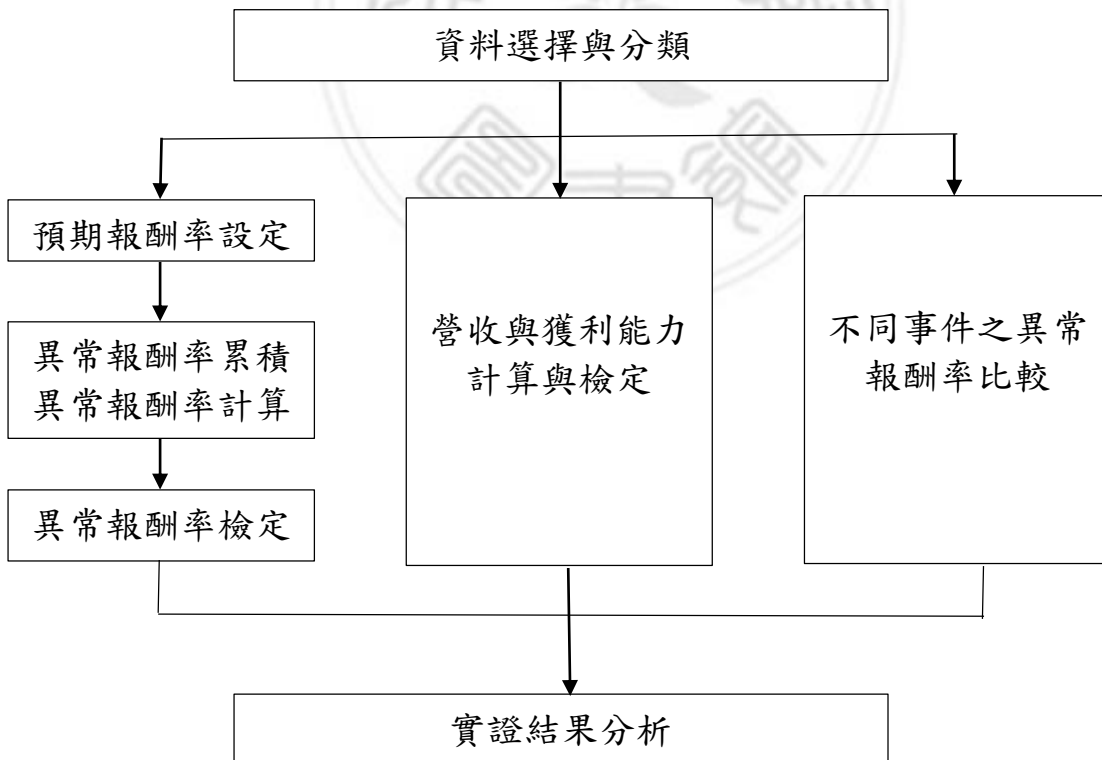 資料選擇與分類
預期報酬率設定
異常報酬率累積
異常報酬率計算
異常報酬率檢定
營收與獲利能力
計算與檢定
不同事件之異常
報酬率比較
實證結果分析